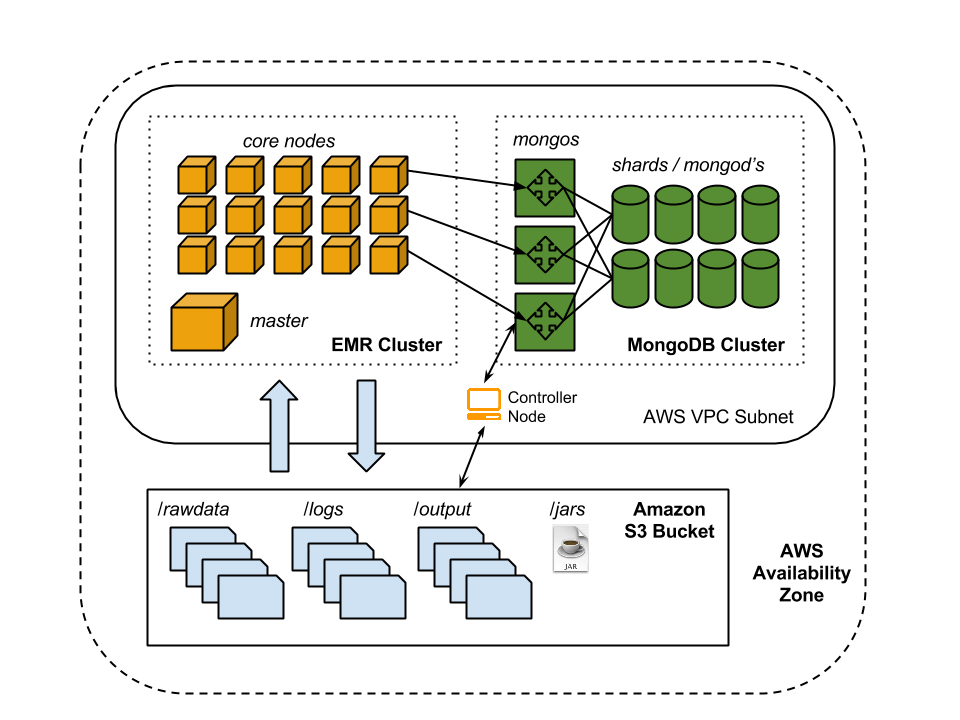 core nodes
mongos
shards / mongod's
master
EMR Cluster
MongoDB Cluster
Controller
Node
AWS VPC Subnet
/rawdata
/logs
/output
/jars
Amazon
S3 Bucket
JAR
AWS
Availability
Zone